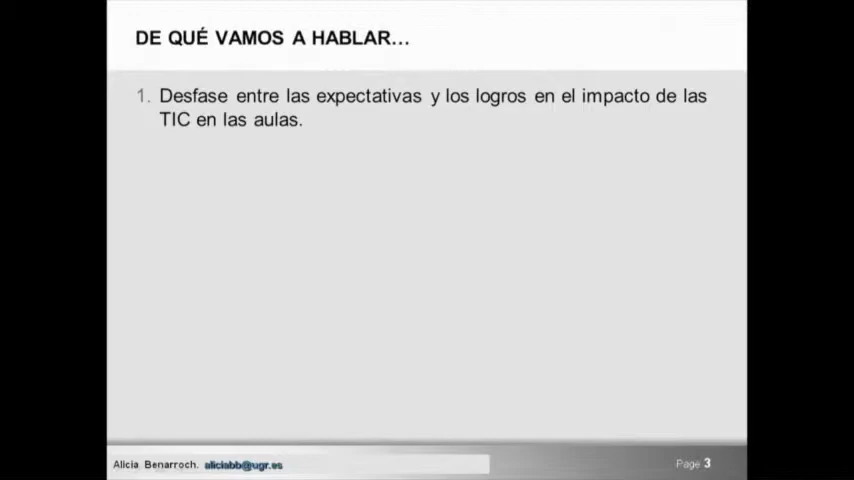 DE QUÉ VAMOS A HABLAR...
1. Desfase entre las expectativas y los logros en el impacto de las
TIC en las aulas.
Alicia Benarroch. aliciabb@ugr.es
Page 3